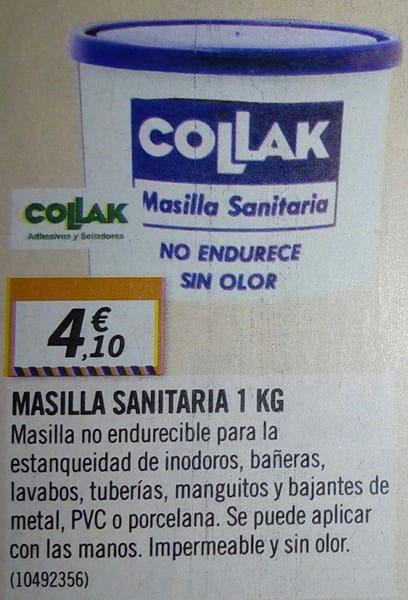 COLLAK
Masilla Sanitaria
NO ENDURECE
SIN OLOR
COLLAK
Adhesivos y Selladores
4,10 €
MASILLA SANITARIA 1 KG
Masilla no endurecible para la
estanqueidad de inodoros, bañeras,
lavabos, tuberías, manguitos y bajantes de
metal, PVC o porcelana. Se puede aplicar
con las manos. Impermeable y sin olor.
(10492356)